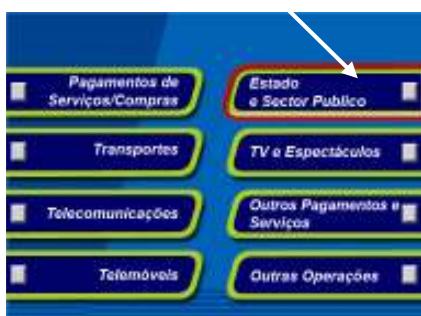 Pagamentos de
Serviços/Compras
Estado
e Sector Publico
Transportes
TV e Espectáculos
Telecomunicações
Outros Pagamentos e
Serviços
Telemóveis
Outras Operações